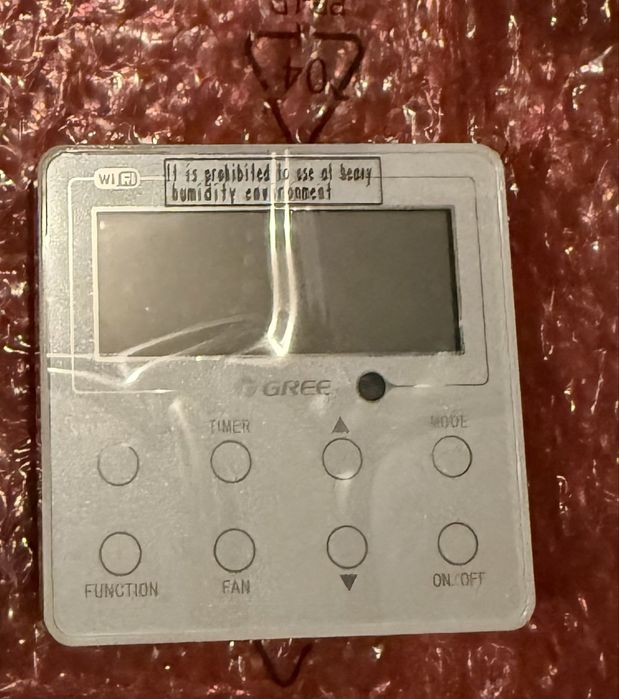 WiFi
It is prohibited to use at heavy
humidity environment
GREE
TIMER
▲
MODE
FUNCTION
FAN
▼
ON/OFF